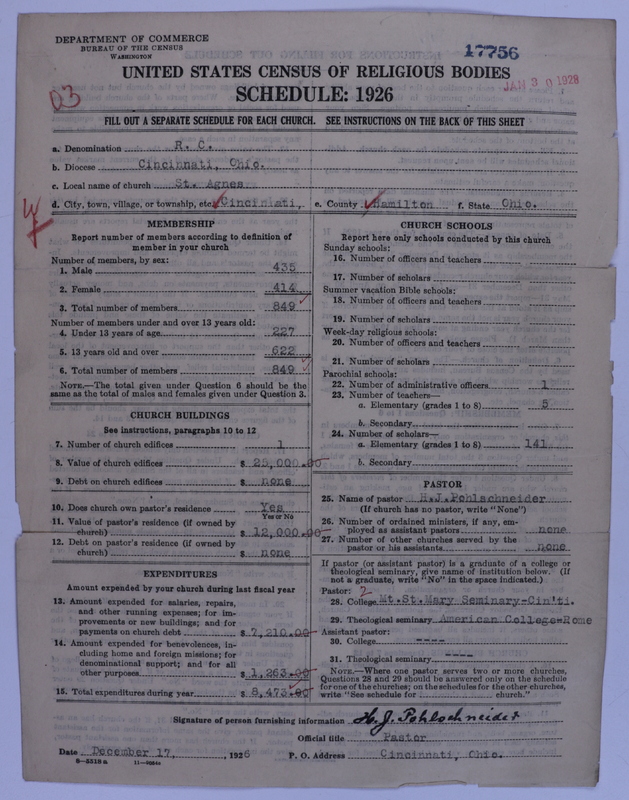 DEPARTMENT OF COMMERCE
BUREAU OF THE CENSUS
WASHINGTON
17756
UNITED STATES CENSUS OF RELIGIOUS BODIES
JAN 30 1928
SCHEDULE: 1926
D3
FILL OUT A SEPARATE SCHEDULE FOR EACH CHURCH. SEE INSTRUCTIONS ON THE BACK OF THIS SHEET
a. Denomination R. C.
b. Diocese Cincinnati, Ohio.
c. Local name of church St. Agnes
d. City, town, village, or township, etc. Cincinnati, e. County Hamilton f. State Ohio.
MEMBERSHIP
Report number of members according to definition of
member in your church
Number of members, by sex:
1. Male 435
2. Female 414
3. Total number of members 849
Number of members under and over 13 years old:
4. Under 13 years of age 227
5. 13 years old and over 622
6. Total number of members 849
NOTE.—The total given under Question 6 should be the
same as the total of males and females given under Question 3.
CHURCH BUILDINGS
See instructions, paragraphs 10 to 12
7. Number of church edifices 1
8. Value of church edifices $ 25,000.00
9. Debt on church edifices $ none
10. Does church own pastor's residence Yes
Yes or No
11. Value of pastor's residence (if owned by
church) $ 12,000.00
12. Debt on pastor's residence (if owned by
church) $ none
EXPENDITURES
Amount expended by your church during last fiscal year
13. Amount expended for salaries, repairs,
and other running expenses; for im-
provements or new buildings; and for
payments on church debt $ 7,210.00
14. Amount expended for benevolences, in-
cluding home and foreign missions; for
denominational support; and for all
other purposes $ 1,263.00
15. Total expenditures during year $ 8,473.00
CHURCH SCHOOLS
Report here only schools conducted by this church
Sunday schools:
16. Number of officers and teachers
17. Number of scholars
Summer vacation Bible schools:
18. Number of officers and teachers
19. Number of scholars
Week-day religious schools:
20. Number of officers and teachers
21. Number of scholars
Parochial schools:
22. Number of administrative officers 1
23. Number of teachers—
a. Elementary (grades 1 to 8) 5
b. Secondary
24. Number of scholars—
a. Elementary (grades 1 to 8) 141
b. Secondary
PASTOR
25. Name of pastor H.J. Pohlschneider
(If church has no pastor, write "None")
26. Number of ordained ministers, if any, em-
ployed as assistant pastors none
27. Number of other churches served by the
pastor or his assistants none
If pastor (or assistant pastor) is a graduate of a college or
theological seminary, give name of institution below. (If
not a graduate, write "No" in the space indicated.)
Pastor: 2
28. College Mt. St. Mary Seminary-Cin'ti.
29. Theological seminary American College-Rome
Assistant pastor:
30. College ----
31. Theological seminary ----
NOTE.—Where one pastor serves two or more churches,
Questions 28 and 29 should be answered only on the schedule
for one of the churches; on the schedules for the other churches,
write "See schedule for church."
Signature of person furnishing information H. J. Pohlschneider
Official title Pastor
Date December 17, 1926 P. O. Address Cincinnati, Ohio.